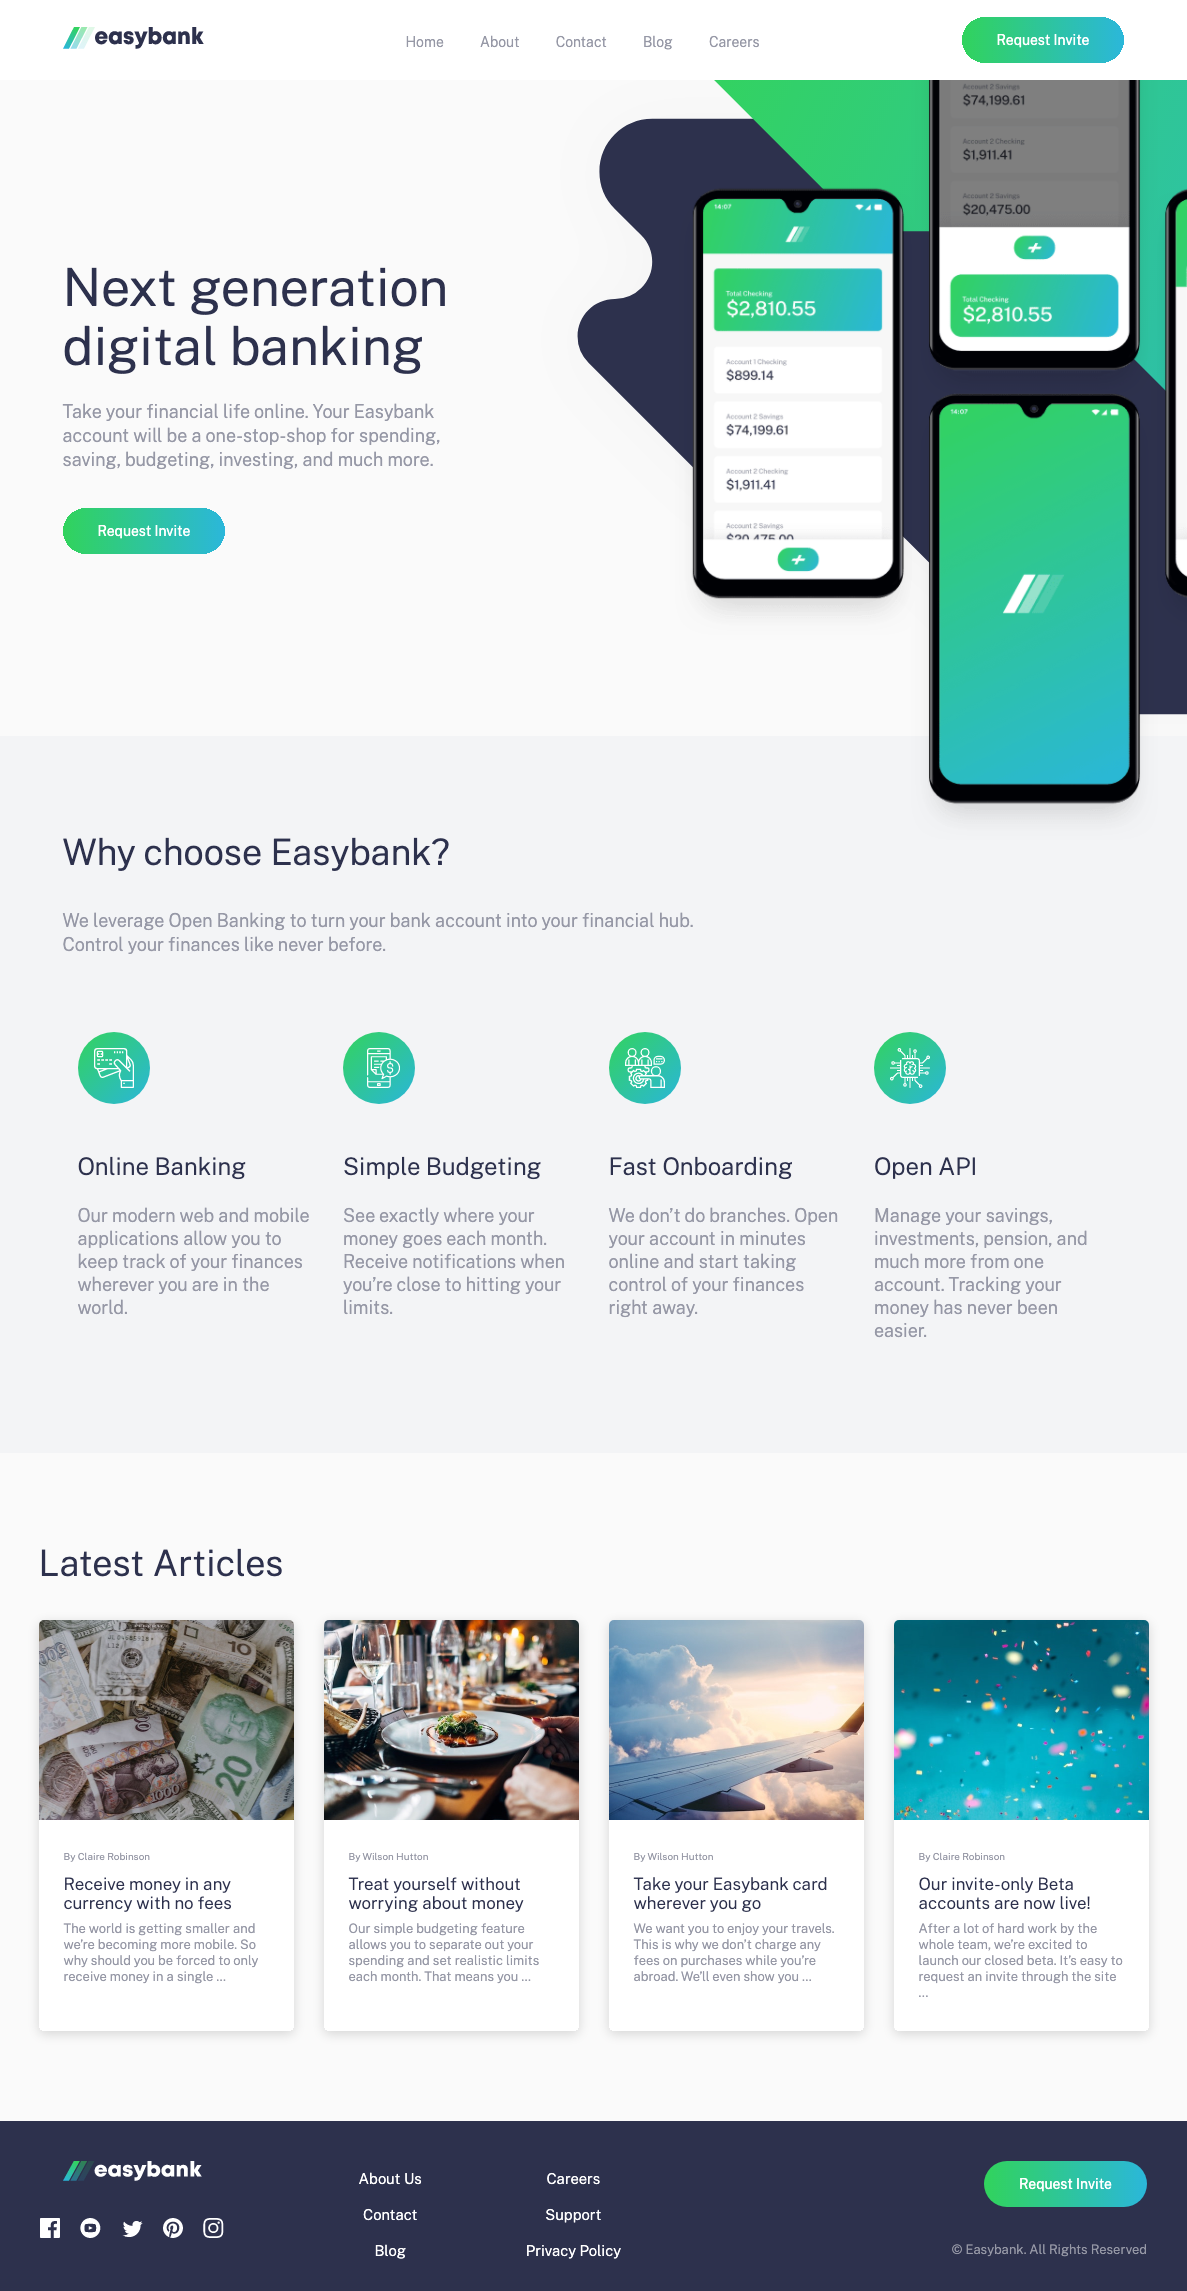 easybank
Home
About
Contact
Blog
Careers
Request Invite
Next generation
digital banking
Take your financial life online. Your Easybank
account will be a one-stop-shop for spending,
saving, budgeting, investing, and much more.
Request Invite
14:07
Total Checking
$2,810.55
Account 1 Checking
$899.14
Account 2 Savings
$74,199.61
Account 2 Checking
$1,911.41
Account 2 Savings
$20,475.00
Account 2 Savings
$74,199.61
Account 2 Checking
$1,911.41
Account 2 Savings
$20,475.00
Total Checking
$2,810.55
14:07
Why choose Easybank?
We leverage Open Banking to turn your bank account into your financial hub.
Control your finances like never before.
Online Banking
Our modern web and mobile
applications allow you to
keep track of your finances
wherever you are in the
world.
Simple Budgeting
See exactly where your
money goes each month.
Receive notifications when
you’re close to hitting your
limits.
Fast Onboarding
We don’t do branches. Open
your account in minutes
online and start taking
control of your finances
right away.
Open API
Manage your savings,
investments, pension, and
much more from one
account. Tracking your
money has never been
easier.
Latest Articles
10
20
1000
By Claire Robinson
Receive money in any
currency with no fees
The world is getting smaller and
we’re becoming more mobile. So
why should you be forced to only
receive money in a single ...
By Wilson Hutton
Treat yourself without
worrying about money
Our simple budgeting feature
allows you to separate out your
spending and set realistic limits
each month. That means you ...
By Wilson Hutton
Take your Easybank card
wherever you go
We want you to enjoy your travels.
This is why we don’t charge any
fees on purchases while you’re
abroad. We’ll even show you ...
By Claire Robinson
Our invite-only Beta
accounts are now live!
After a lot of hard work by the
whole team, we’re excited to
launch our closed beta. It’s easy to
request an invite through the site
...
easybank
About Us
Contact
Blog
Careers
Support
Privacy Policy
Request Invite
© Easybank. All Rights Reserved